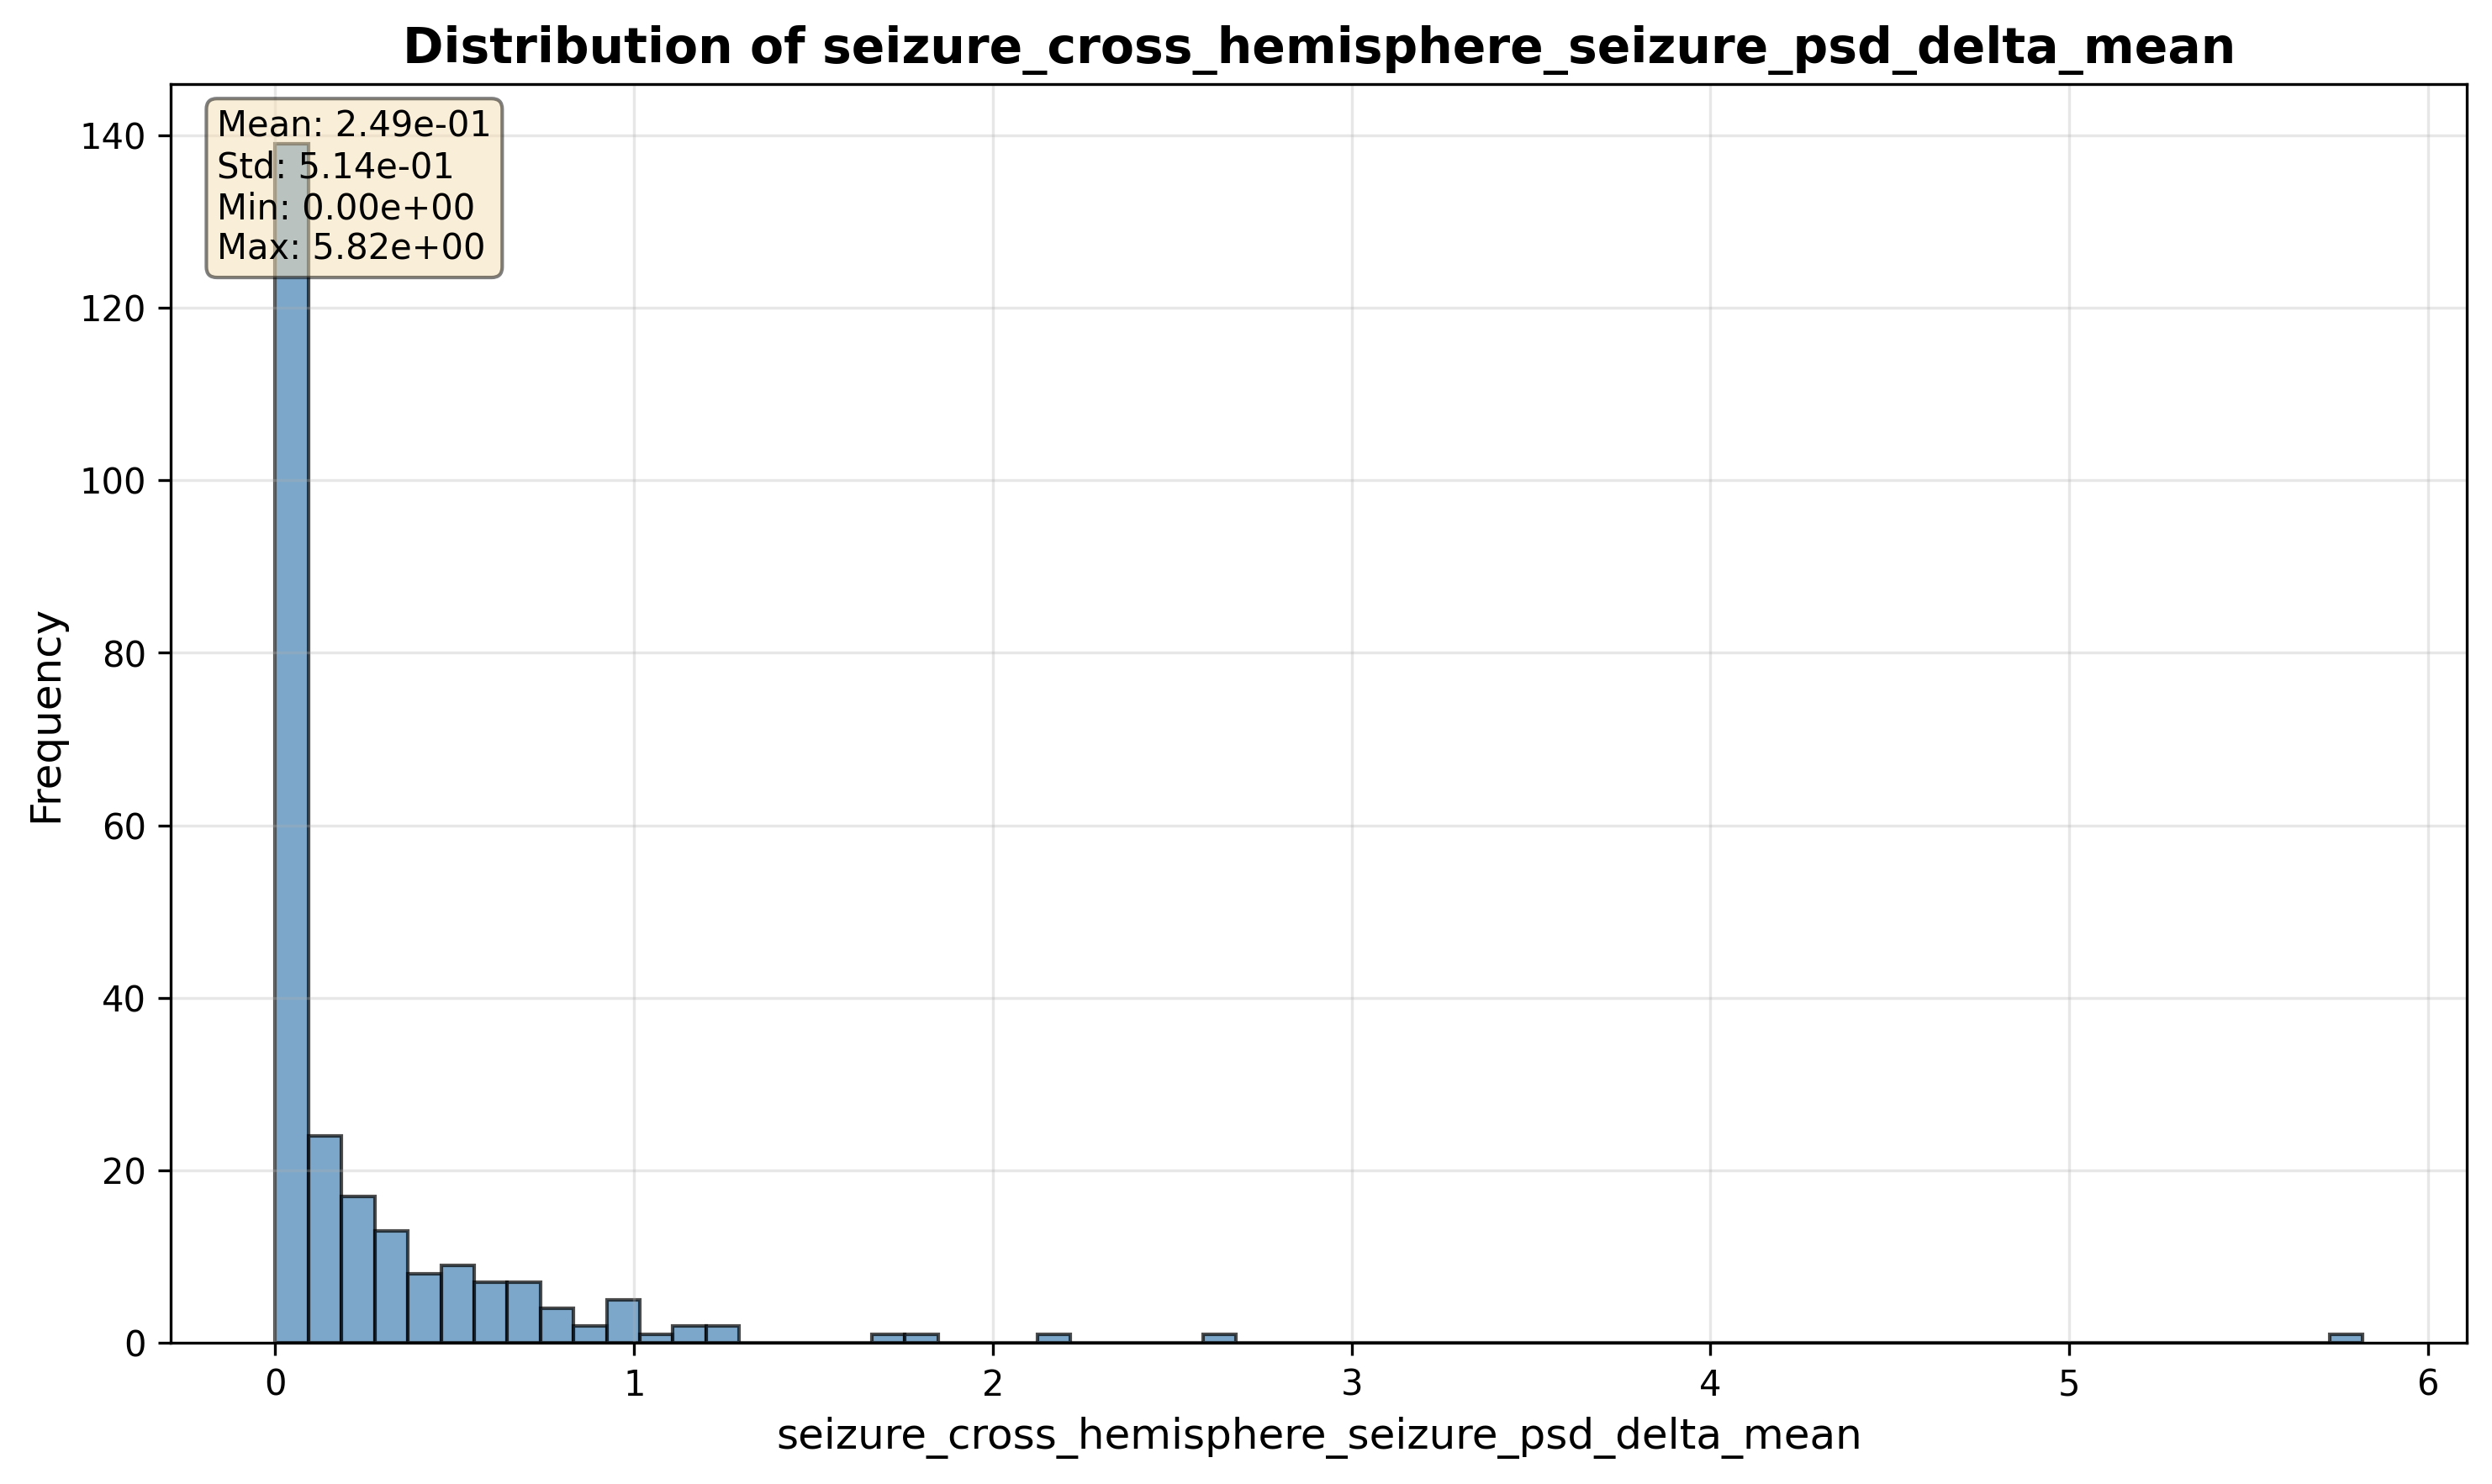 Distribution of seizure_cross_hemisphere_seizure_psd_delta_mean
Mean: 2.49e-01
Std: 5.14e-01
Min: 0.00e+00
Max: 5.82e+00
Frequency
140
120
100
80
60
40
20
0
0 1 2 3 4 5 6
seizure_cross_hemisphere_seizure_psd_delta_mean